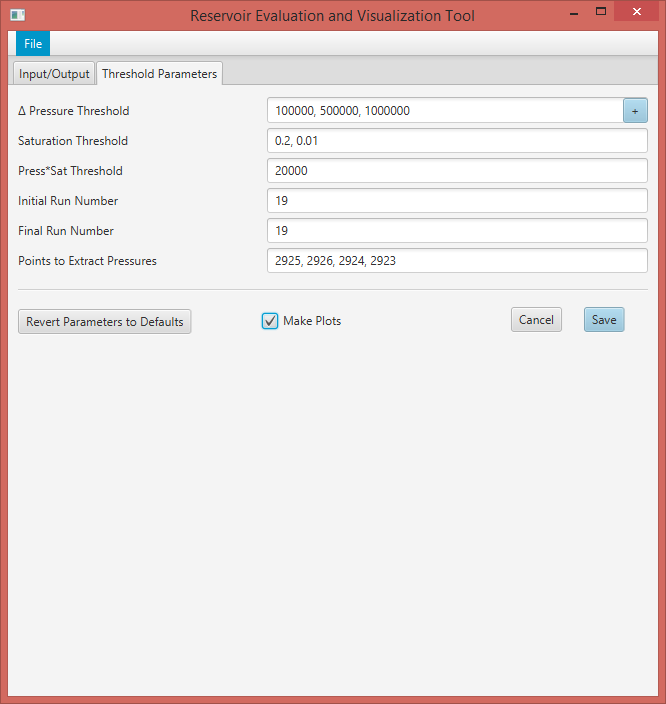 Reservoir Evaluation and Visualization Tool
File
Input/Output Threshold Parameters
Δ Pressure Threshold 100000, 500000, 1000000 +
Saturation Threshold 0.2, 0.01
Press*Sat Threshold 20000
Initial Run Number 19
Final Run Number 19
Points to Extract Pressures 2925, 2926, 2924, 2923
Revert Parameters to Defaults Make Plots Cancel Save